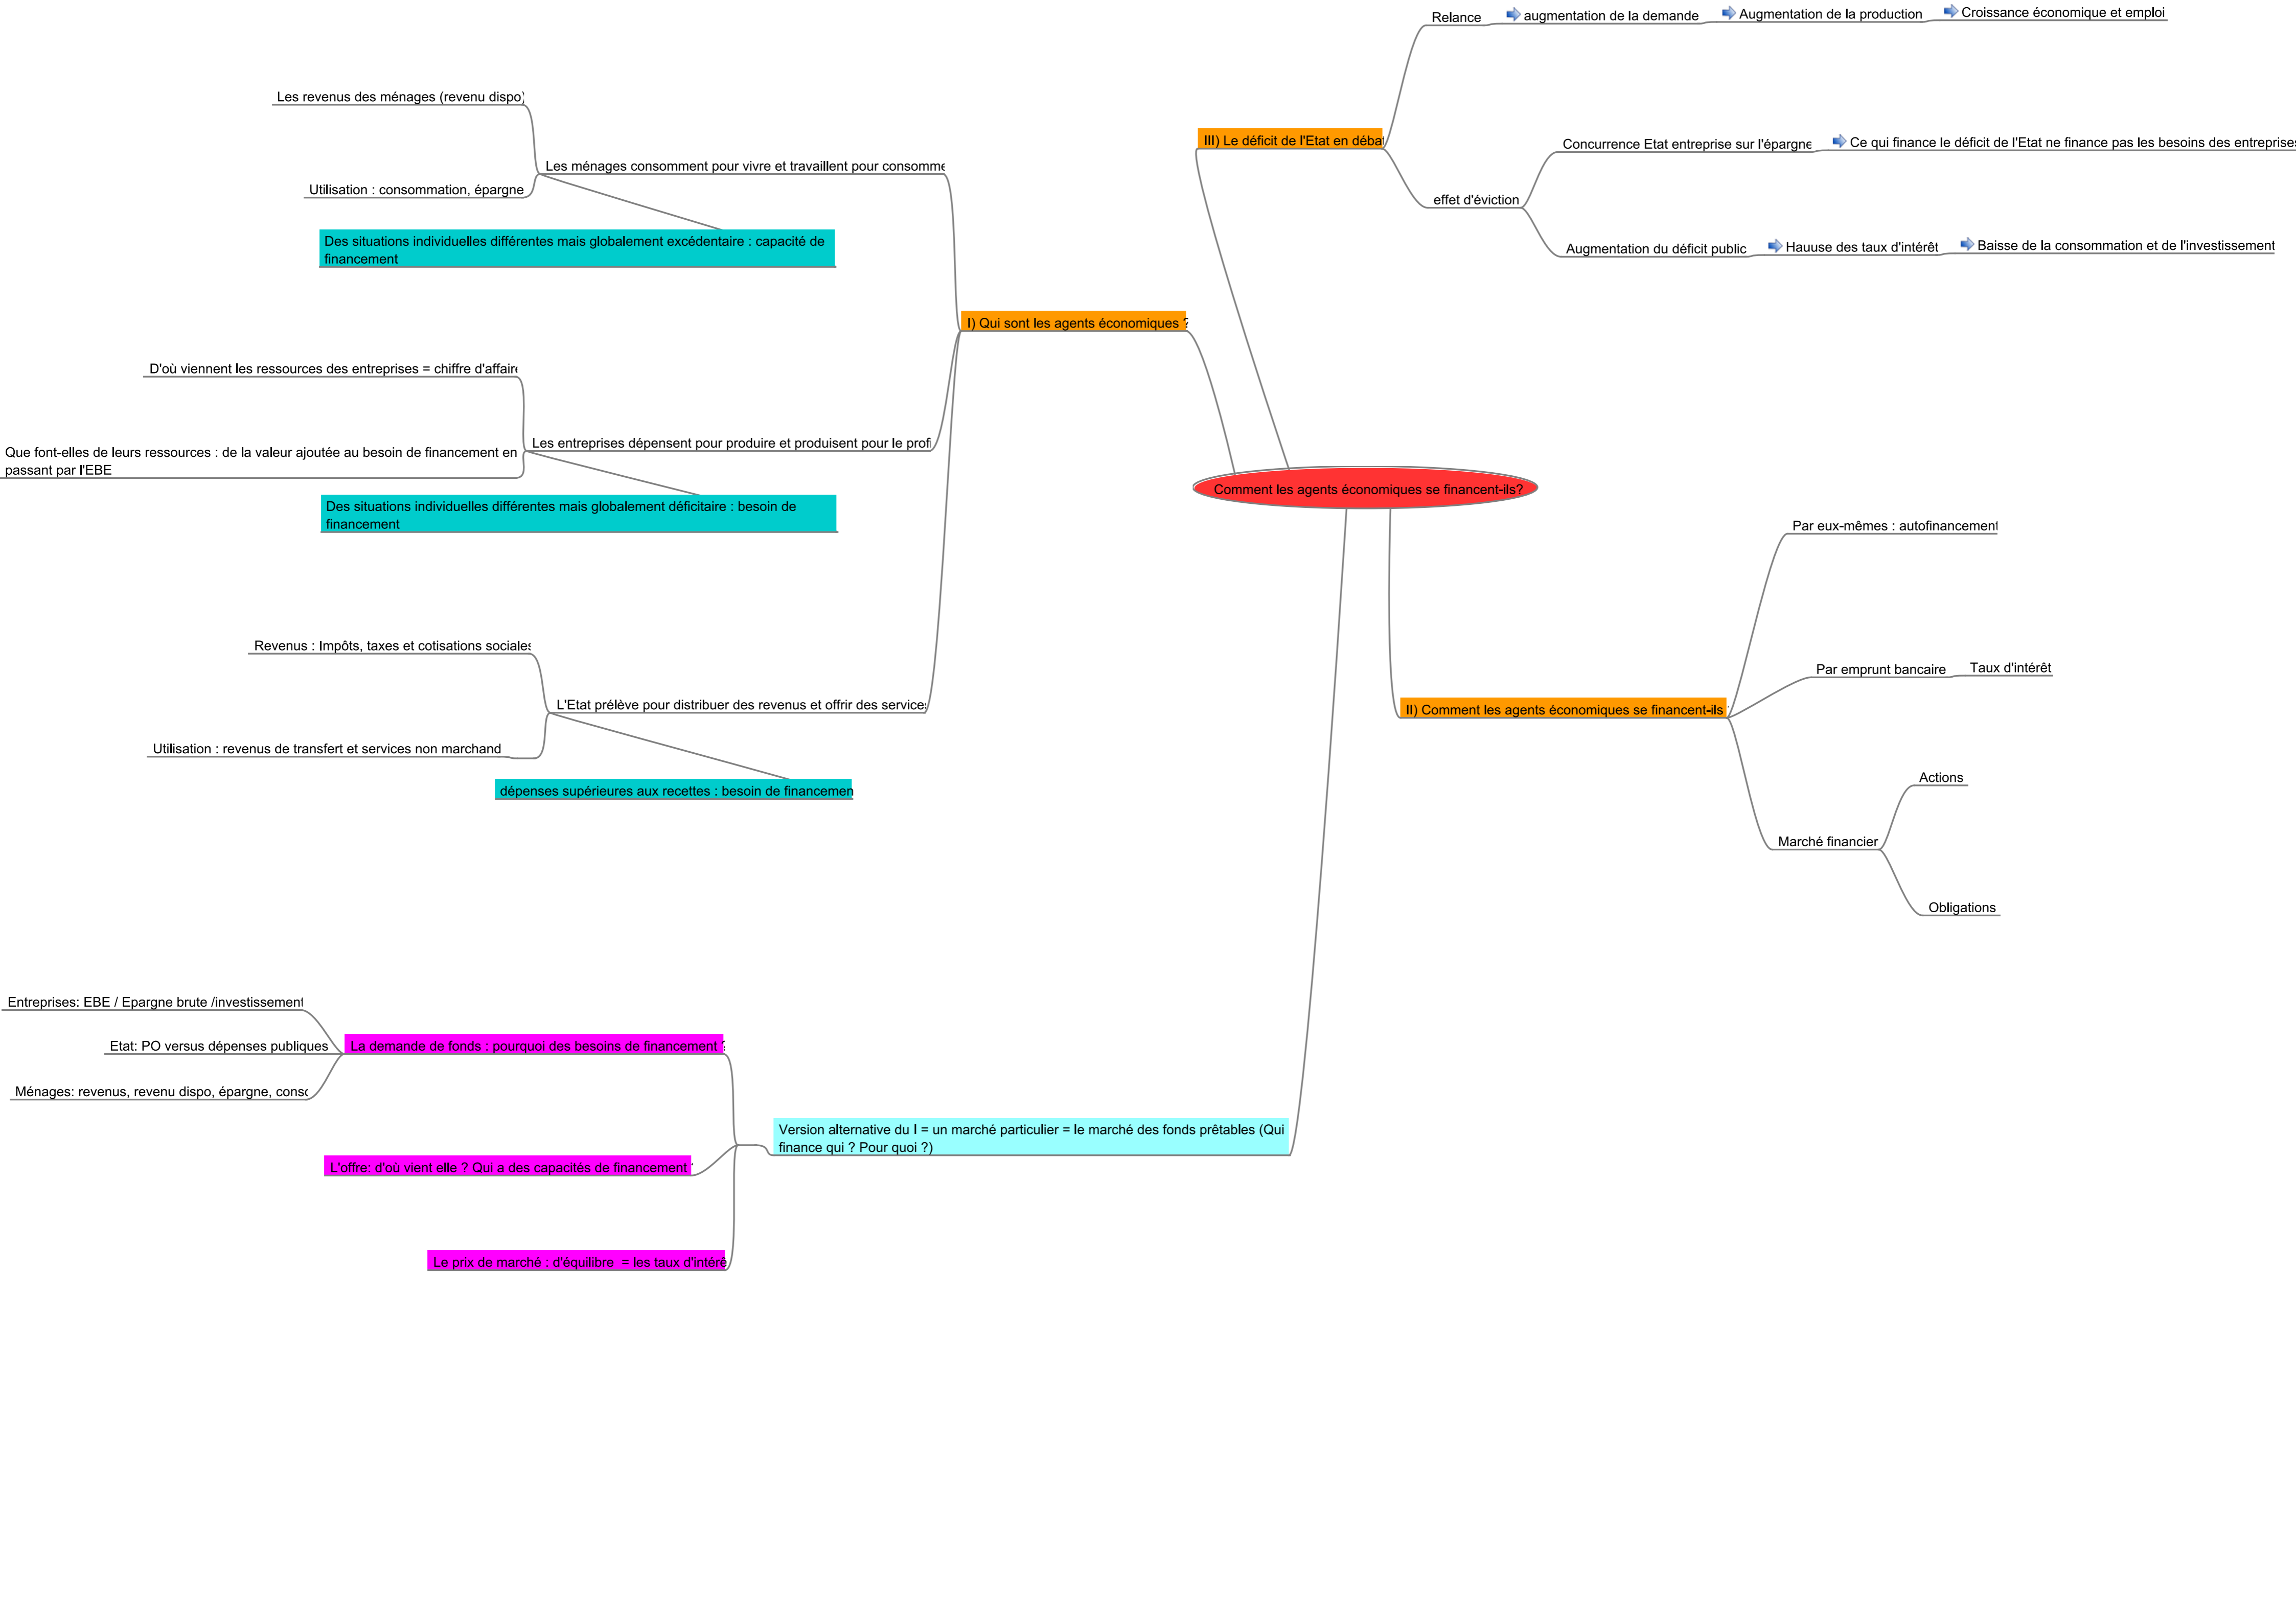 Comment les agents économiques se financent-ils?
I) Qui sont les agents économiques ?
Les ménages consomment pour vivre et travaillent pour consomme
Les revenus des ménages (revenu dispo)
Utilisation : consommation, épargne
Des situations individuelles différentes mais globalement excédentaire : capacité de
financement
Les entreprises dépensent pour produire et produisent pour le profi
D'où viennent les ressources des entreprises = chiffre d'affaire
Que font-elles de leurs ressources : de la valeur ajoutée au besoin de financement en
passant par l'EBE
Des situations individuelles différentes mais globalement déficitaire : besoin de
financement
L'Etat prélève pour distribuer des revenus et offrir des services
Revenus : Impôts, taxes et cotisations sociales
Utilisation : revenus de transfert et services non marchand
dépenses supérieures aux recettes : besoin de financemen
II) Comment les agents économiques se financent-ils
Par eux-mêmes : autofinancement
Par emprunt bancaire
Taux d'intérêt
Marché financier
Actions
Obligations
III) Le déficit de l'Etat en débat
Relance
augmentation de la demande
Augmentation de la production
Croissance économique et emploi
effet d'éviction
Concurrence Etat entreprise sur l'épargne
Ce qui finance le déficit de l'Etat ne finance pas les besoins des entreprises
Augmentation du déficit public
Hauuse des taux d'intérêt
Baisse de la consommation et de l'investissement
Version alternative du I = un marché particulier = le marché des fonds prêtables (Qui
finance qui ? Pour quoi ?)
La demande de fonds : pourquoi des besoins de financement ?
Entreprises: EBE / Epargne brute /investissement
Etat: PO versus dépenses publiques
Ménages: revenus, revenu dispo, épargne, conso
L'offre: d'où vient elle ? Qui a des capacités de financement
Le prix de marché : d'équilibre = les taux d'intérê